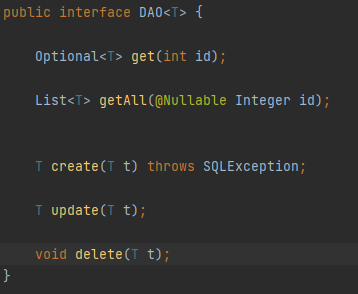 public interface DAO<T> {
Optional<T> get(int id);
List<T> getAll(@Nullable Integer id);
T create(T t) throws SQLException;
T update(T t);
void delete(T t);
}